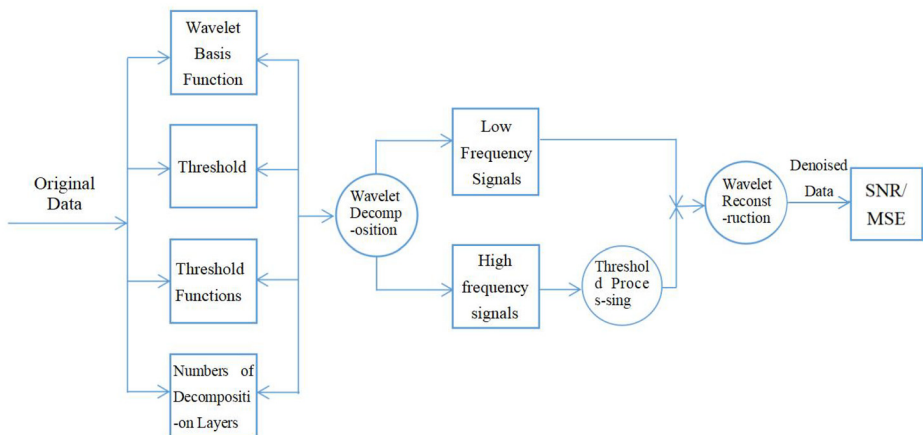 Original
Data
Wavelet
Basis
Function
Threshold
Threshold
Functions
Numbers of
Decompositi
-on Layers
Wavelet
Decomp
-osition
Low
Frequency
Signals
High
frequency
signals
Threshol
d Proce
s-sing
Wavelet
Reconst
-ruction
Denoised
Data
SNR/
MSE